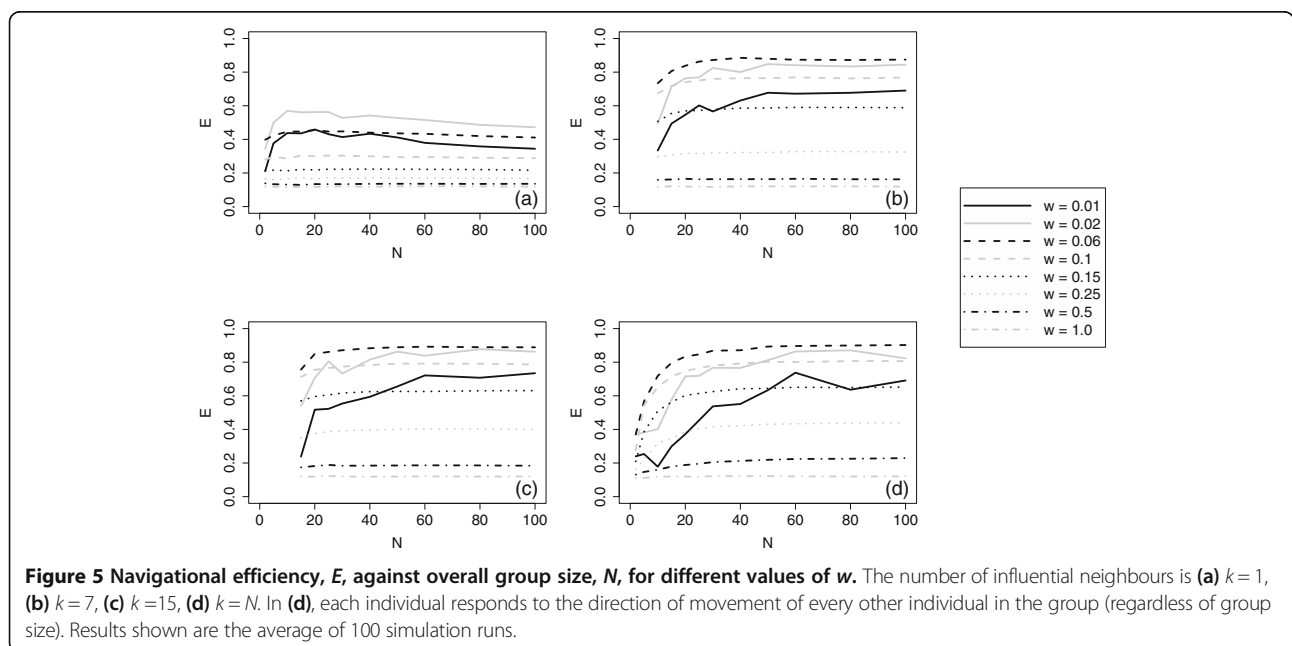 1.0
0.8
0.6
0.4
0.2
0.0
E
0 20 40 60 80 100
N
(a)
1.0
0.8
0.6
0.4
0.2
0.0
E
0 20 40 60 80 100
N
(b)
w = 0.01
w = 0.02
w = 0.06
w = 0.1
w = 0.15
w = 0.25
w = 0.5
w = 1.0
1.0
0.8
0.6
0.4
0.2
0.0
E
0 20 40 60 80 100
N
(c)
1.0
0.8
0.6
0.4
0.2
0.0
E
0 20 40 60 80 100
N
(d)
Figure 5 Navigational efficiency, E, against overall group size, N, for different values of w. The number of influential neighbours is (a) k = 1,
(b) k = 7, (c) k =15, (d) k = N. In (d), each individual responds to the direction of movement of every other individual in the group (regardless of group
size). Results shown are the average of 100 simulation runs.